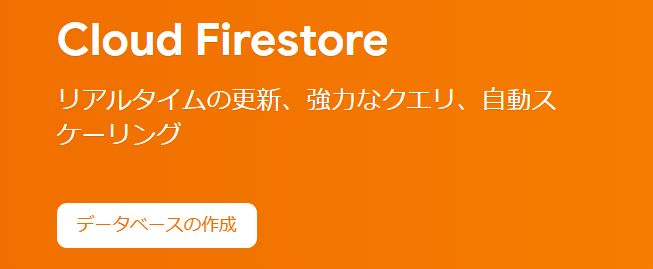 Cloud Firestore
リアルタイムの更新、強力なクエリ、自動ス
ケーリング
データベースの作成